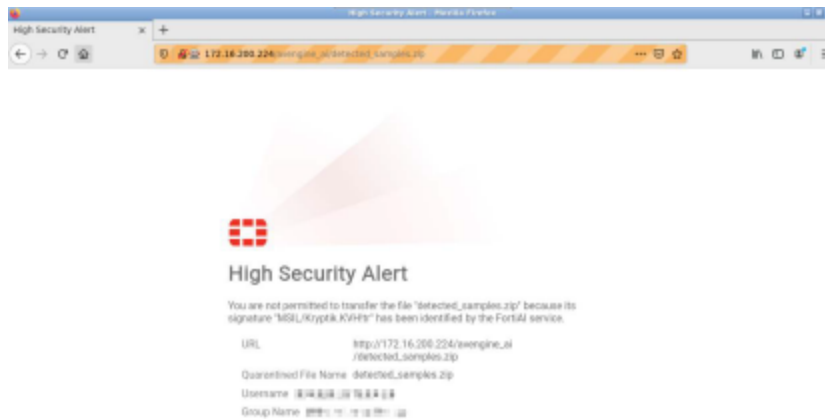 High Security Alert - Mozilla Firefox
High Security Alert
172.16.200.224/avengine_ai/detected_samples.zip
High Security Alert
You are not permitted to transfer the file "detected_samples.zip" because its
signature "MSIL/Kryptik.KVH!tr" has been identified by the FortiAI service.
URL http://172.16.200.224/avengine_ai
/detected_samples.zip
Quarantined File Name detected_samples.zip
Username
Group Name